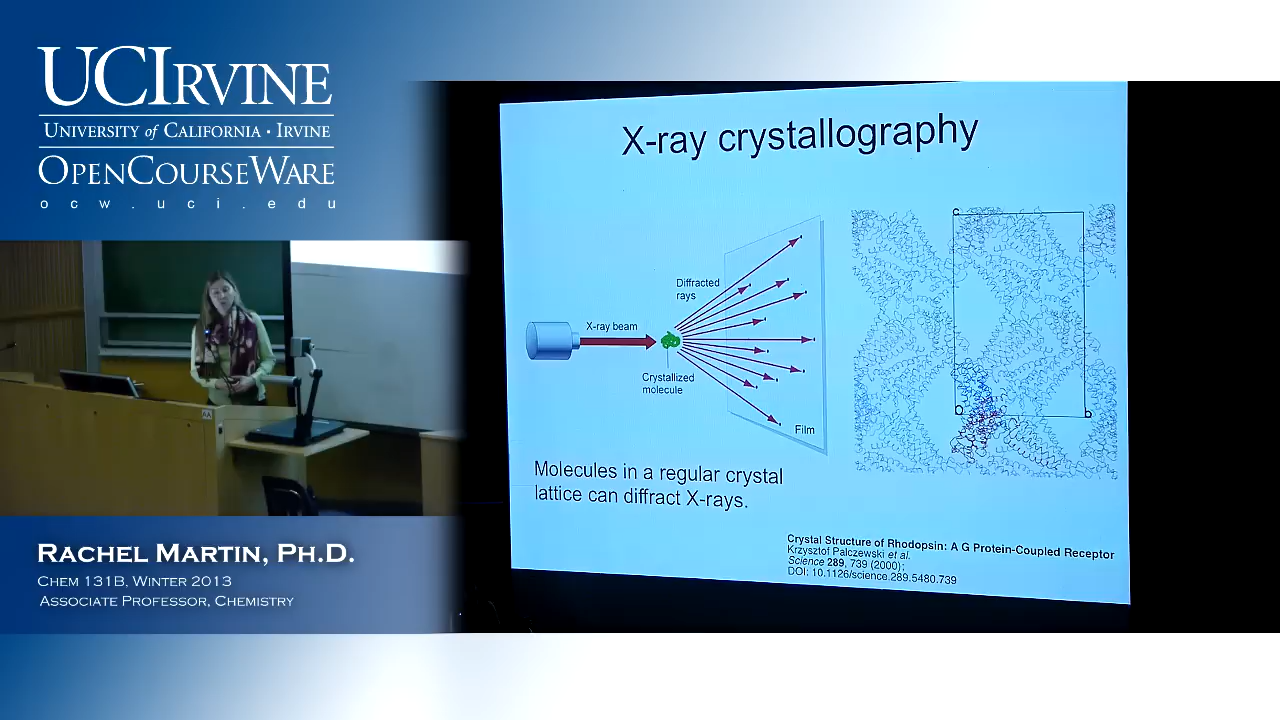 UCIRVINE
UNIVERSITY of CALIFORNIA · IRVINE
OPENCOURSEWARE
ocw.uci.edu
AA
RACHEL MARTIN, PH.D.
CHEM 131B, WINTER 2013
ASSOCIATE PROFESSOR, CHEMISTRY
X-ray crystallography
Diffracted
rays
X-ray beam
Crystallized
molecule
Film
c
b
Molecules in a regular crystal
lattice can diffract X-rays.
Crystal Structure of Rhodopsin: A G Protein-Coupled Receptor
Krzysztof Palczewski et al.
Science 289, 739 (2000);
DOI: 10.1126/science.289.5480.739